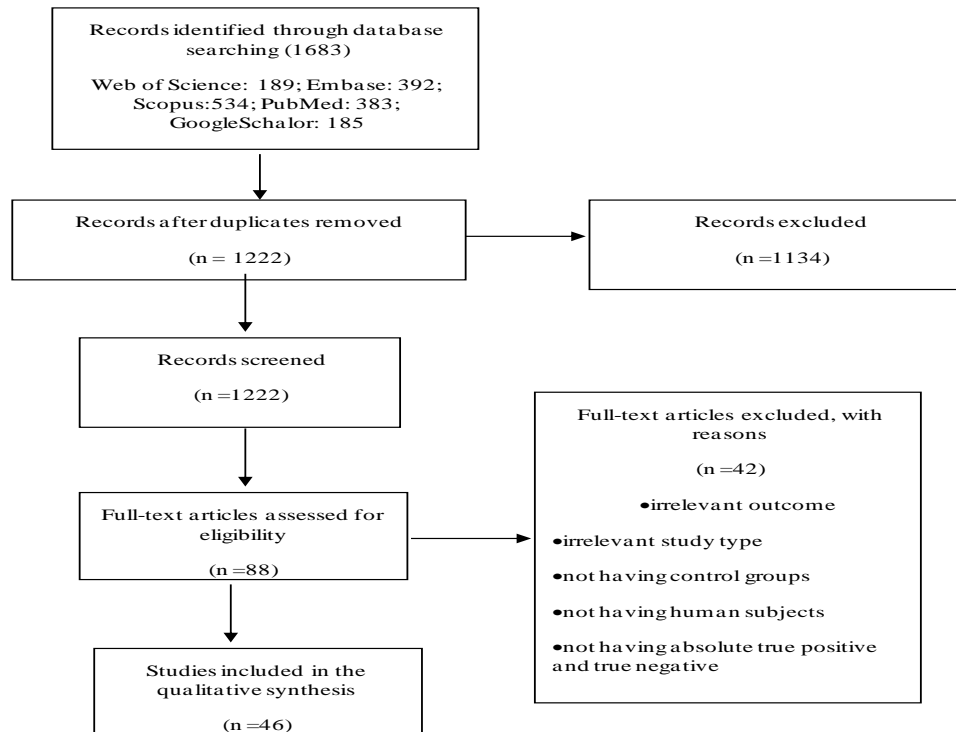 Records identified through database
searching (1683)
Web of Science: 189; Embase: 392;
Scopus:534; PubMed: 383;
GoogleSchalor: 185
Records after duplicates removed
(n = 1222)
Records excluded
(n =1134)
Records screened
(n =1222)
Full-text articles assessed for
eligibility
(n =88)
Full-text articles excluded, with
reasons
(n =42)
•irrelevant outcome
•irrelevant study type
•not having control groups
•not having human subjects
•not having absolute true positive
and true negative
Studies included in the
qualitative synthesis
(n =46)